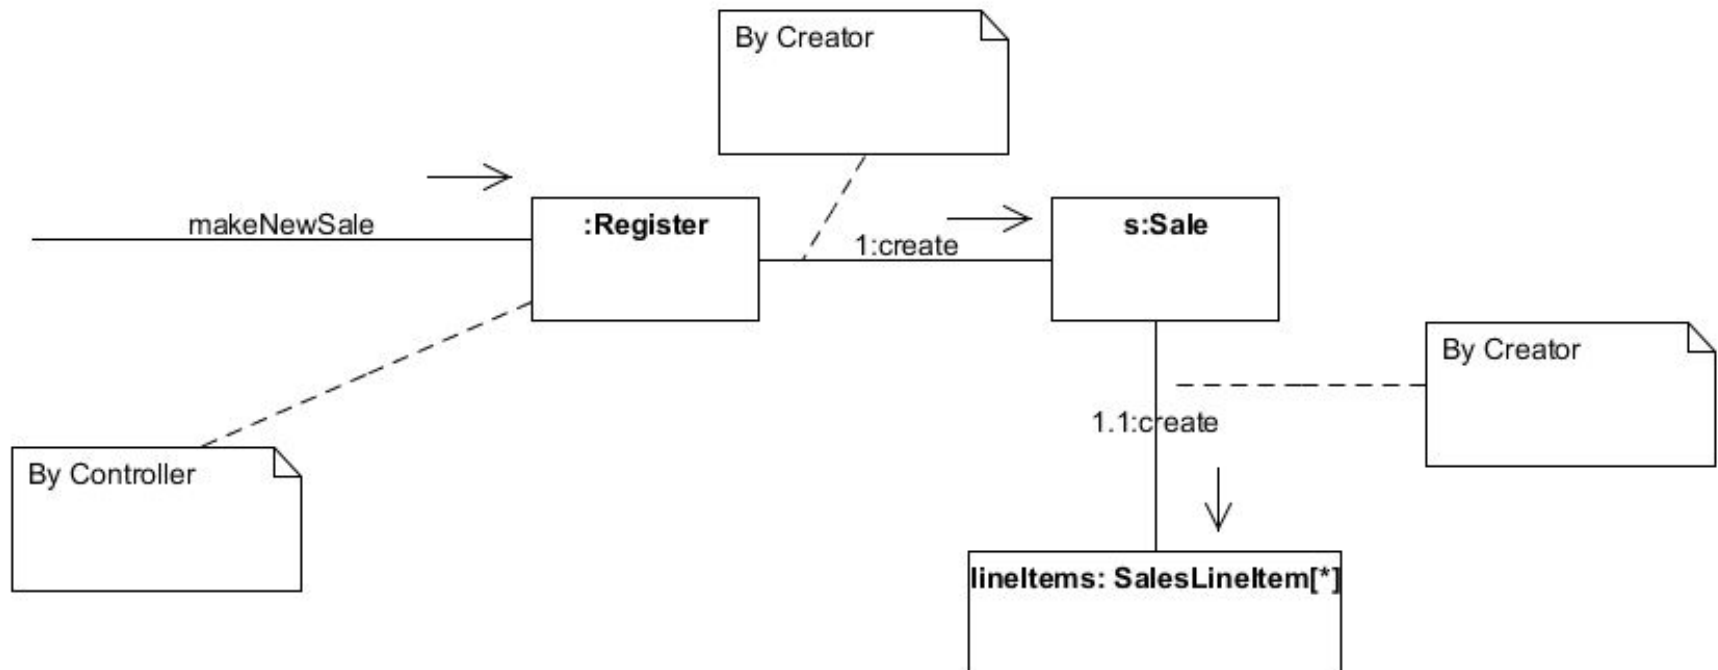 By Creator
makeNewSale
:Register
1:create
s:Sale
By Creator
1.1:create
By Controller
lineItems: SalesLineItem[*]